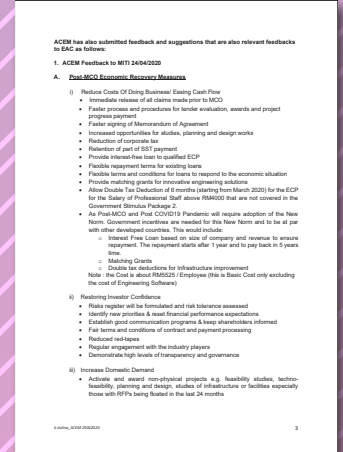 ACEM has also submitted feedback and suggestions that are also relevant feedbacks
to EAC as follows:
1. ACEM Feedback to MITI 24/04/2020
A. Post-MCO Economic Recovery Measures
i) Reduce Costs Of Doing Business/ Easing Cash Flow
• Immediate release of all claims made prior to MCO
• Faster process and procedures for tender evaluation, awards and project
progress payment
• Faster signing of Memorandum of Agreement
• Increased opportunities for studies, planning and design works
• Reduction of corporate tax
• Retention of part of SST payment
• Provide interest-free loan to qualified ECP
• Flexible repayment terms for existing loans
• Flexible terms and conditions for loans to respond to the economic situation
• Provide matching grants for innovative engineering solutions
• Allow Double Tax Deduction of 6 months (starting from March 2020) for the ECP
for the Salary of Professional Staff above RM4000 that are not covered in the
Government Stimulus Package 2.
• As Post-MCO and Post COVID19 Pandemic will require adoption of the New
Norm. Government incentives are needed for this New Norm and to be at par
with other developed countries. This would include:
o Interest Free Loan based on size of company and revenue to ensure
repayment. The repayment starts after 1 year and to pay back in 5 years
time.
o Matching Grants
o Double tax deductions for Infrastructure improvement
Note : the Cost is about RM5525 / Employee (this is Basic Cost only excluding
the cost of Engineering Software)
ii) Restoring Investor Confidence
• Risks register will be formulated and risk tolerance assessed
• Identify new priorities & reset financial performance expectations
• Establish good communication programs & keep shareholders informed
• Fair terms and conditions of contract and payment processing
• Reduced red-tapes
• Regular engagement with the industry players
• Demonstrate high levels of transparency and governance
iii) Increase Domestic Demand
• Activate and award non-physical projects e.g. feasibility studies, techno-
feasibility, planning and design, studies of infrastructure or facilities especially
those with RFPs being floated in the last 24 months
3